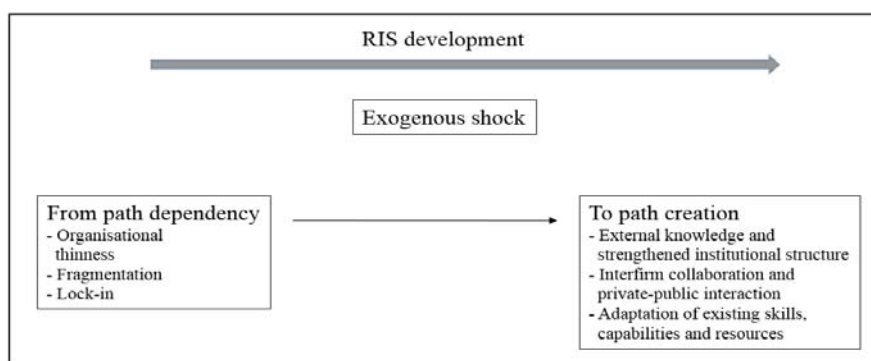 RIS development
Exogenous shock
From path dependency
- Organisational
thinness
- Fragmentation
- Lock-in
To path creation
- External knowledge and
strengthened institutional structure
- Interfirm collaboration and
private-public interaction
- Adaptation of existing skills,
capabilities and resources